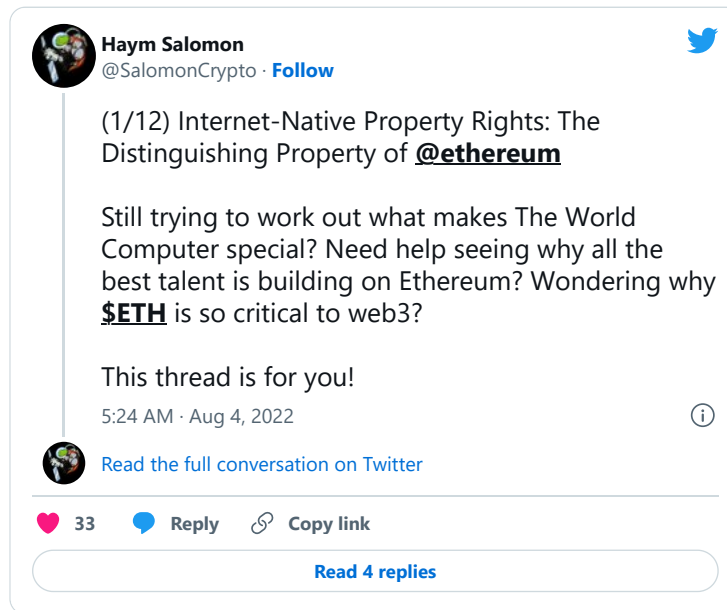 Haym Salomon
@SalomonCrypto · Follow
(1/12) Internet-Native Property Rights: The
Distinguishing Property of @ethereum
Still trying to work out what makes The World
Computer special? Need help seeing why all the
best talent is building on Ethereum? Wondering why
$ETH is so critical to web3?
This thread is for you!
5:24 AM · Aug 4, 2022
Read the full conversation on Twitter
33 Reply Copy link
Read 4 replies